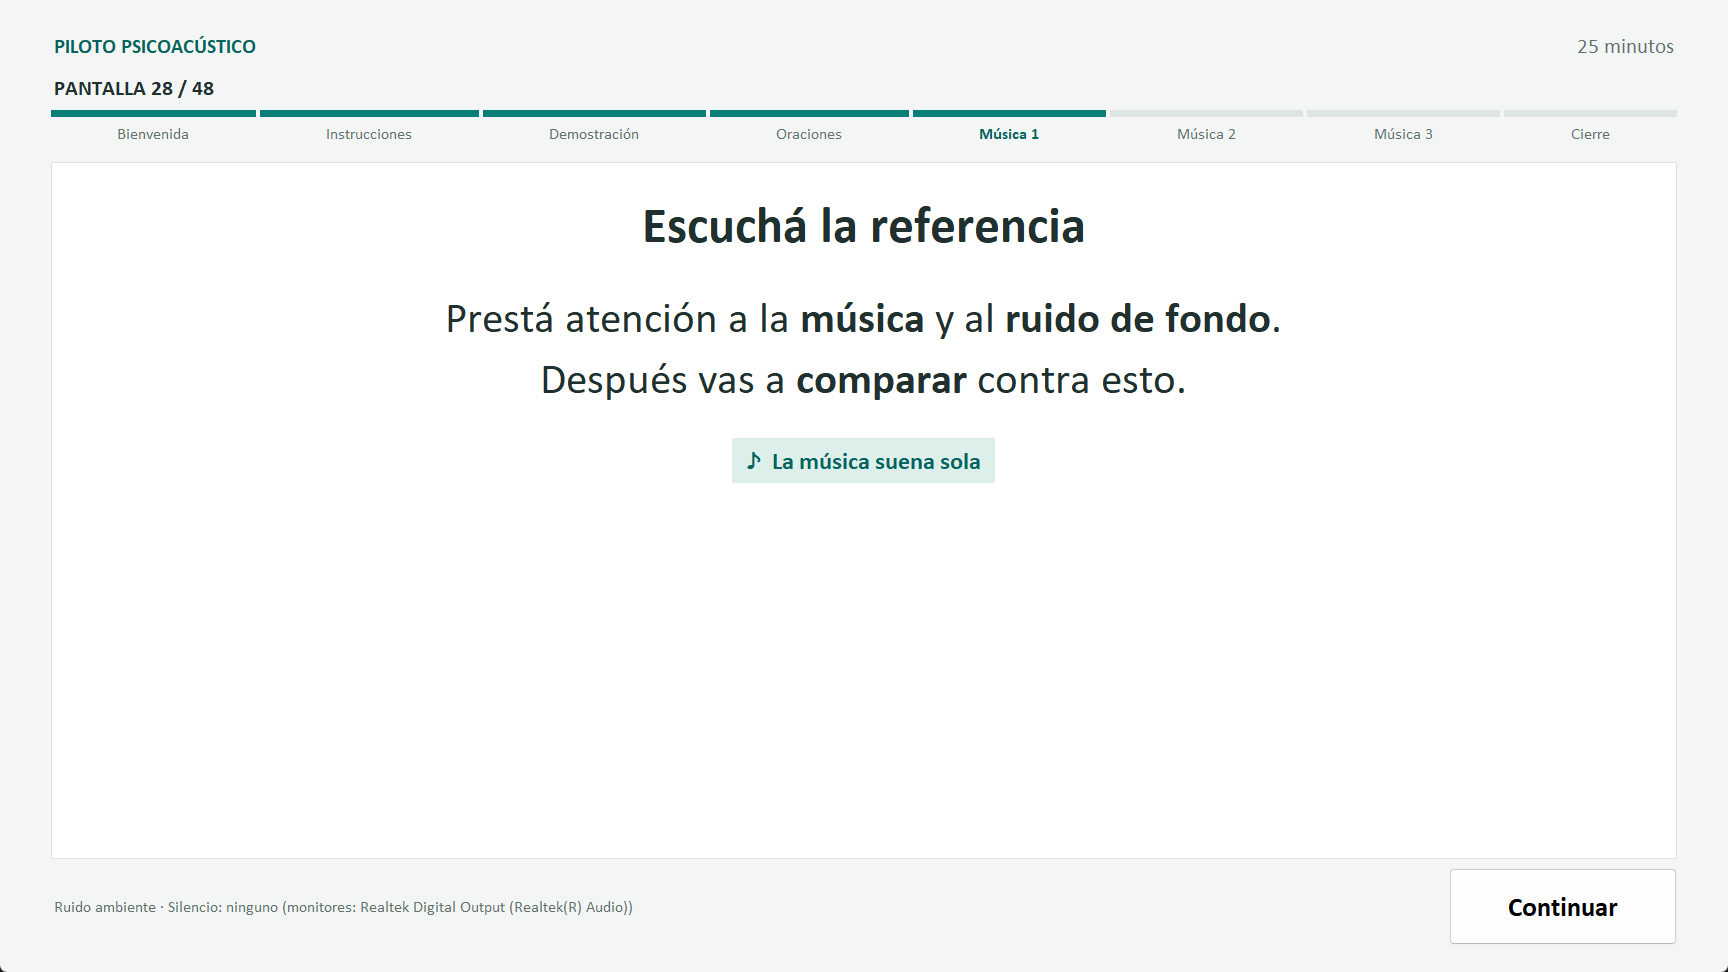 PILOTO PSICOACÚSTICO
25 minutos
PANTALLA 28 / 48
Bienvenida
Instrucciones
Demostración
Oraciones
Música 1
Música 2
Música 3
Cierre
Escuchá la referencia
Prestá atención a la música y al ruido de fondo.
Después vas a comparar contra esto.
♪ La música suena sola
Ruido ambiente · Silencio: ninguno (monitores: Realtek Digital Output (Realtek(R) Audio))
Continuar